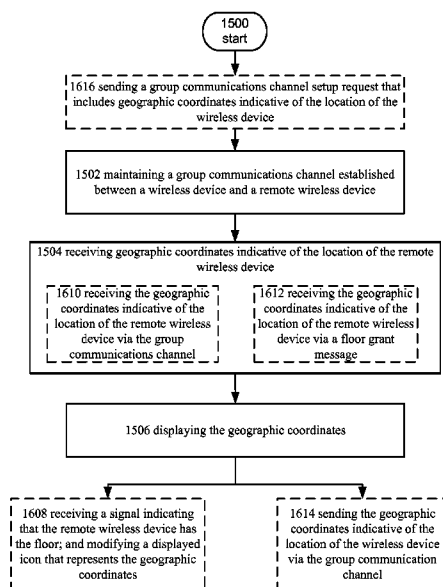 1500
start
1616 sending a group communications channel setup request that
includes geographic coordinates indicative of the location of the
wireless device
1502 maintaining a group communications channel established
between a wireless device and a remote wireless device
1504 receiving geographic coordinates indicative of the location of the remote
wireless device
1610 receiving the geographic
coordinates indicative of the
location of the remote wireless
device via the group
communications channel
1612 receiving the geographic
coordinates indicative of the
location of the remote wireless
device via a floor grant
message
1506 displaying the geographic coordinates
1608 receiving a signal indicating
that the remote wireless device has
the floor; and modifying a displayed
icon that represents the geographic
coordinates
1614 sending the geographic
coordinates indicative of the
location of the wireless device
via the group communication
channel